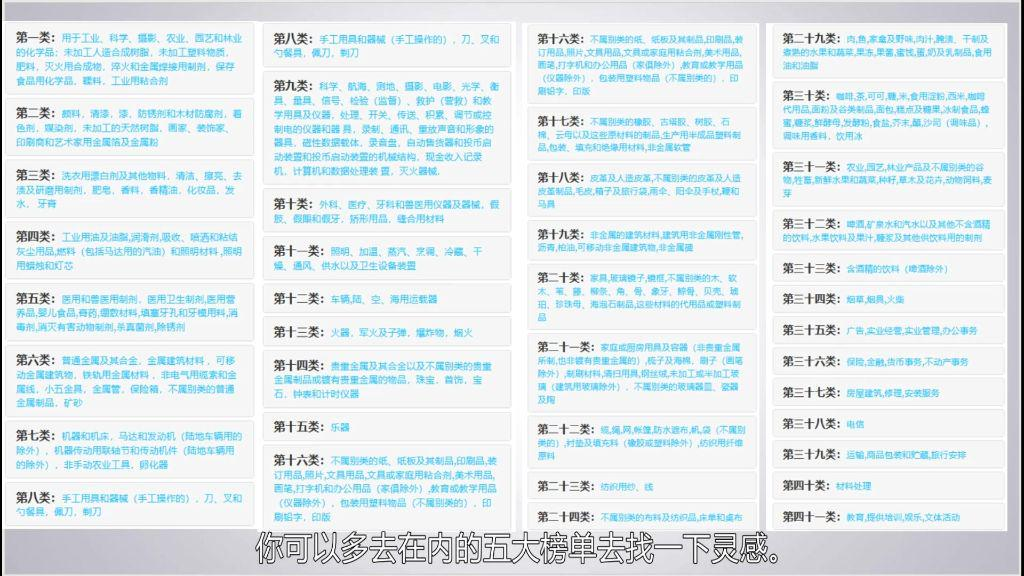 第一类：用于工业、科学、摄影、农业、园艺和林业
的化学品；未加工人造合成树脂，未加工塑料物质，
肥料，灭火用合成物，淬火和金属焊接用制剂，保存
食品用化学品，鞣料，工业用粘合剂
第二类：颜料，清漆，漆，防锈剂和木材防腐剂，着
色剂，媒染剂，未加工的天然树脂，画家、装饰家、
印刷商和艺术家用金属箔及金属粉
第三类：洗衣用漂白剂及其他物料，清洁、擦亮、去
渍及研磨用制剂，肥皂，香料，香精油，化妆品，发
水，牙膏
第四类：工业用油及油脂,润滑剂,吸收、喷洒和粘结
灰尘用品,燃料（包括马达用的汽油）和照明材料,照明
用蜡烛和灯芯
第五类：医用和兽医用制剂，医用卫生制剂,医用营
养品,婴儿食品,膏药,绷敷材料,填塞牙孔和牙模用料,消
毒剂,消灭有害动物制剂,杀真菌剂,除锈剂
第六类：普通金属及其合金，金属建筑材料，可移
动金属建筑物，铁轨用金属材料，非电气用缆索和金
属线，小五金具，金属管，保险箱，不属别类的普通
金属制品，矿砂
第七类：机器和机床，马达和发动机（陆地车辆用的
除外），机器传动用联轴节和传动机件（陆地车辆用
的除外），非手动农业工具，孵化器
第八类：手工用具和器械（手工操作的），刀、叉和
勺餐具，佩刀，剃刀
第八类：手工用具和器械（手工操作的），刀、叉和
勺餐具，佩刀，剃刀
第九类：科学、航海、测地、摄影、电影、光学、衡
具、量具、信号、检验（监督）、救护（营救）和教
学用具及仪器，处理、开关、传送、积累、调节或控
制电的仪器和器具，录制、通讯、重放声音和形象的
器具，磁性数据载体，录音盘，自动售货器和投币启
动装置和投币启动装置的机械结构，现金收入记录
机，计算机和数据处理装置，灭火器械.
第十类：外科、医疗、牙科和兽医用仪器及器械，假
肢，假眼和假牙，矫形用品，缝合用材料
第十一类：照明、加温、蒸汽、烹调、冷藏、干
燥、通风、供水以及卫生设备装置
第十二类：车辆,陆、空、海用运载器
第十三类：火器，军火及子弹，爆炸物，烟火
第十四类：贵重金属及其合金以及不属别类的贵重
金属制品或镀有贵重金属的物品，珠宝，首饰，宝
石，钟表和计时仪器
第十五类：乐器
第十六类：不属别类的纸、纸板及其制品,印刷品,装
订用品,照片,文具用品,文具或家庭用粘合剂,美术用品,
画笔,打字机和办公用品（家俱除外）,教育或教学用品
（仪器除外），包装用塑料物品（不属别类的），印
刷铅字，印版
第十六类：不属别类的纸、纸板及其制品,印刷品,装
订用品,照片,文具用品,文具或家庭用粘合剂,美术用品,
画笔,打字机和办公用品（家俱除外）,教育或教学用品
（仪器除外），包装用塑料物品（不属别类的），印
刷铅字，印版
第十七类：不属别类的橡胶、古塔胶、树胶、石
棉、云母以及这些原材料的制品,生产用半成品塑料制
品,包装、填充和绝缘用材料,非金属软管
第十八类：皮革及人造皮革,不属别类的皮革及人造
皮革制品,毛皮,箱子及旅行袋,雨伞、阳伞及手杖,鞭和
马具
第十九类：非金属的建筑材料,建筑用非金属刚性管,
沥青,柏油,可移动非金属建筑物,非金属碑
第二十类：家具,玻璃镜子,镜框,不属别类的木、软
木、苇、藤、柳条、角、骨、象牙、鲸骨、贝壳、琥
珀、珍珠母、海泡石制品,这些材料的代用品或塑料制
品
第二十一类：家庭或厨房用具及容器（非贵重金属
所制,也非镀有贵重金属的）,梳子及海棉，刷子（画笔
除外）,制刷材料,清扫用具,钢丝绒,未加工或半加工玻
璃（建筑用玻璃除外），不属别类的玻璃器皿、瓷器
及陶
第二十二类：缆,绳,网,帐篷,防水遮布,帆,袋（不属别
类的）,衬垫及填充料（橡胶或塑料除外）,纺织用纤维
原料
第二十三类：纺织用纱、线
第二十四类：不属别类的布料及纺织品,床单和桌布
第二十九类：肉,鱼,家禽及野味,肉汁,腌渍、干制及
煮熟的水果和蔬菜,果冻,果酱,蜜饯,蛋,奶及乳制品,食用
油和油脂
第三十类：咖啡,茶,可可,糖,米,食用淀粉,西米,咖啡
代用品,面粉及谷类制品,面包,糕点及糖果,冰制食品,蜂
蜜,糖浆,鲜酵母,发酵粉,食盐,芥末,醋,沙司（调味品）,
调味用香料，饮用冰
第三十一类：农业,园艺,林业产品及不属别类的谷
物,牲畜,新鲜水果和蔬菜,种籽,草木及花卉,动物饲料,麦
芽
第三十二类：啤酒,矿泉水和汽水以及其他不含酒精
的饮料,水果饮料及果汁,糖浆及其他供饮料用的制剂
第三十三类：含酒精的饮料（啤酒除外）
第三十四类：烟草,烟具,火柴
第三十五类：广告,实业经营,实业管理,办公事务
第三十六类：保险,金融,货币事务,不动产事务
第三十七类：房屋建筑,修理,安装服务
第三十八类：电信
第三十九类：运输,商品包装和贮藏,旅行安排
第四十类：材料处理
第四十一类：教育,提供培训,娱乐,文体活动
你可以多去在内的五大榜单去找一下灵感。